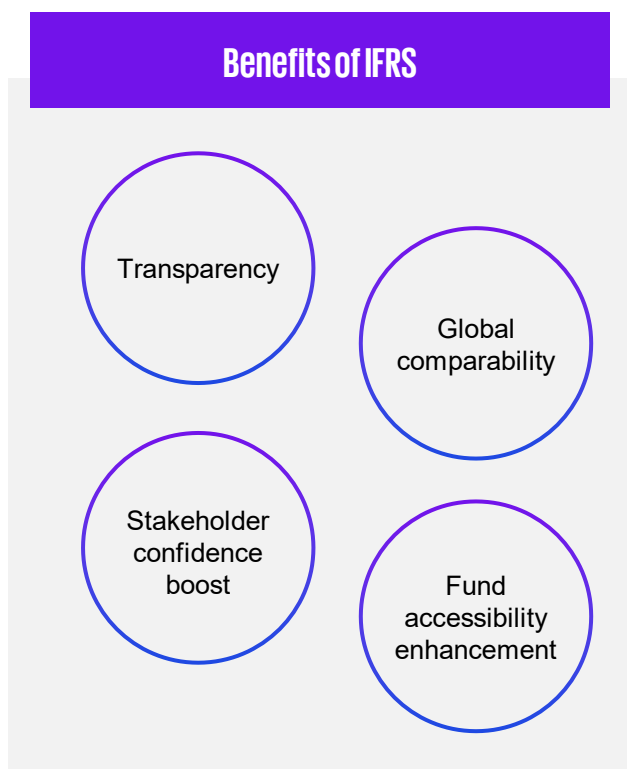 Benefits of IFRS
Transparency
Global
comparability
Stakeholder
confidence
boost
Fund
accessibility
enhancement